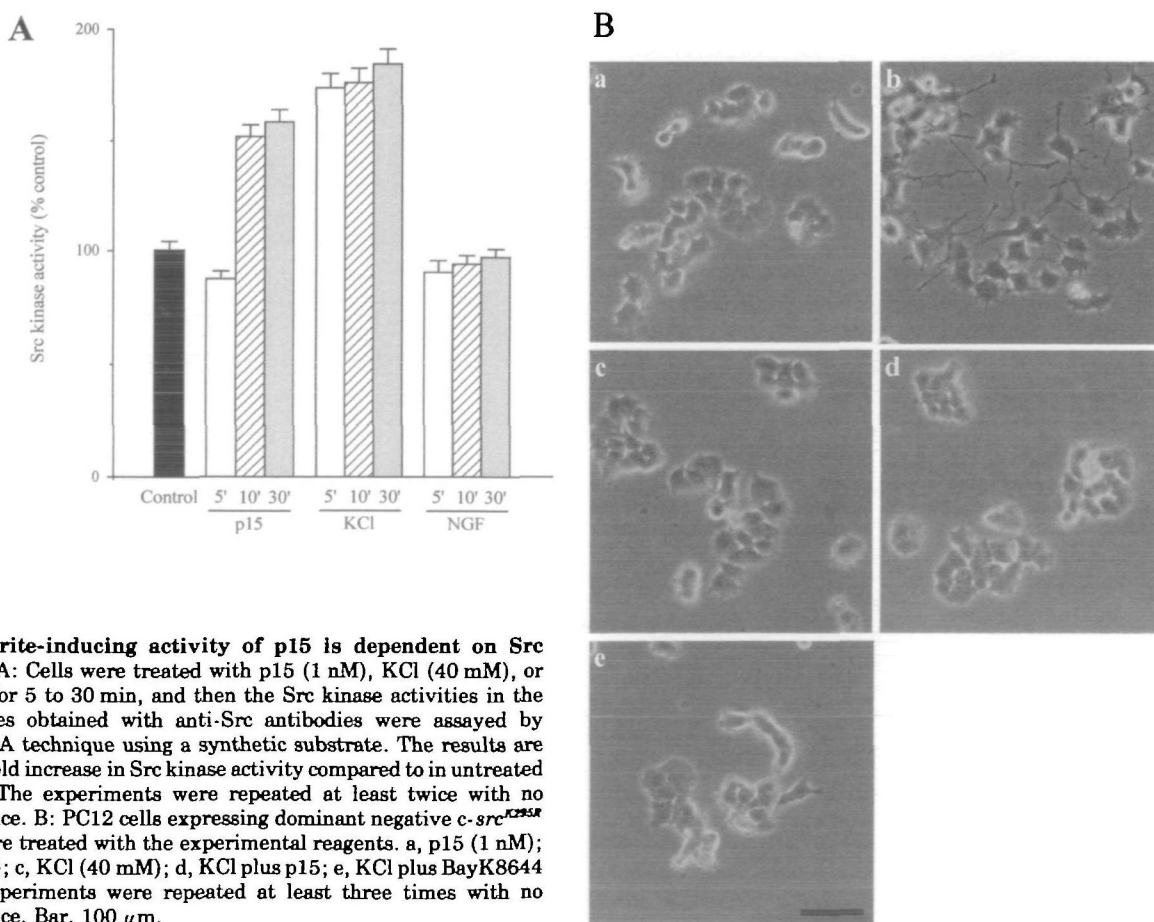 A
200
100
0
Src kinase activity (% control)
Control 5' 10' 30' 5' 10' 30' 5' 10' 30'
p15 KCl NGF
B
a
b
c
d
e
rite-inducing activity of p15 is dependent on Src
A: Cells were treated with p15 (1 nM), KCl (40 mM), or
or 5 to 30 min, and then the Src kinase activities in the
es obtained with anti-Src antibodies were assayed by
A technique using a synthetic substrate. The results are
ld increase in Src kinase activity compared to in untreated
The experiments were repeated at least twice with no
ce. B: PC12 cells expressing dominant negative c-src
re treated with the experimental reagents. a, p15 (1 nM);
; c, KCl (40 mM); d, KCl plus p15; e, KCl plus BayK8644
periments were repeated at least three times with no
ce. Bar, 100 μm.